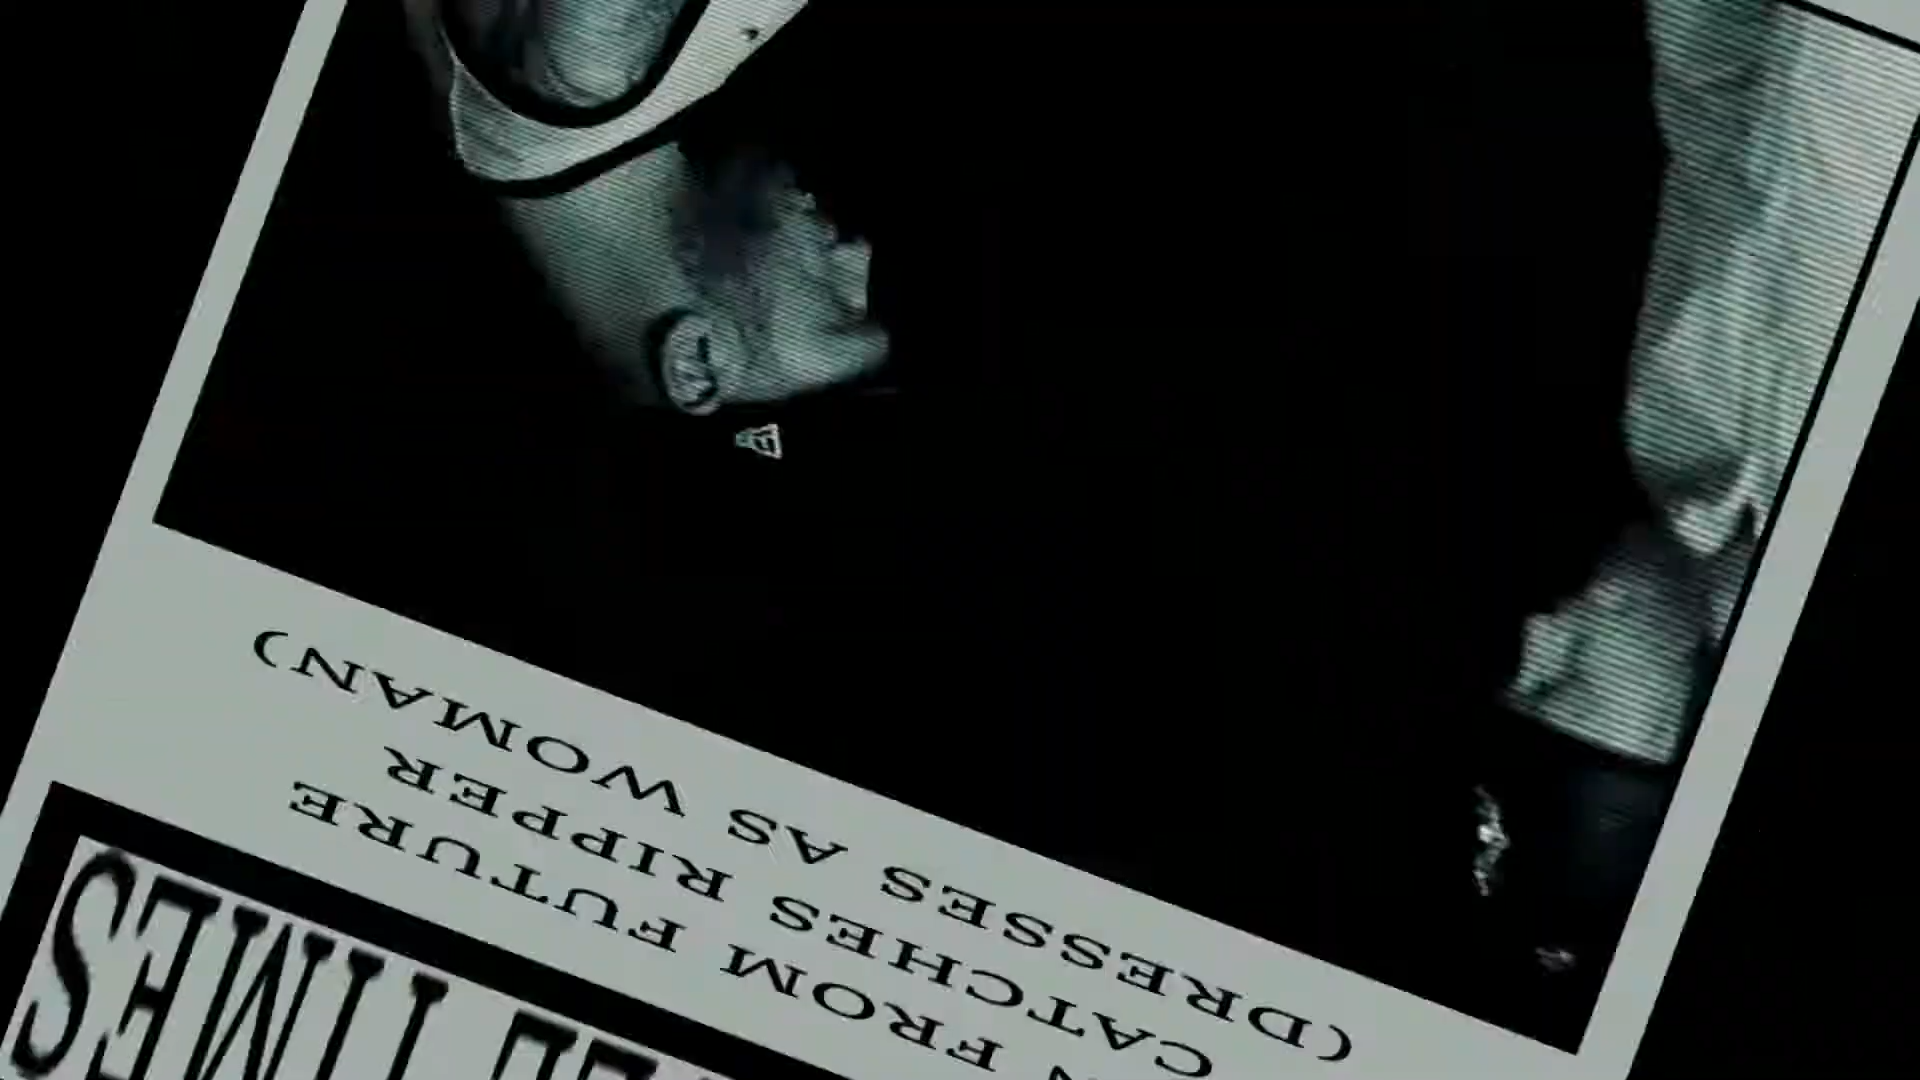 TIMES
FROM FUTURE
CATCHES RIPPER
(DRESSES AS WOMAN)